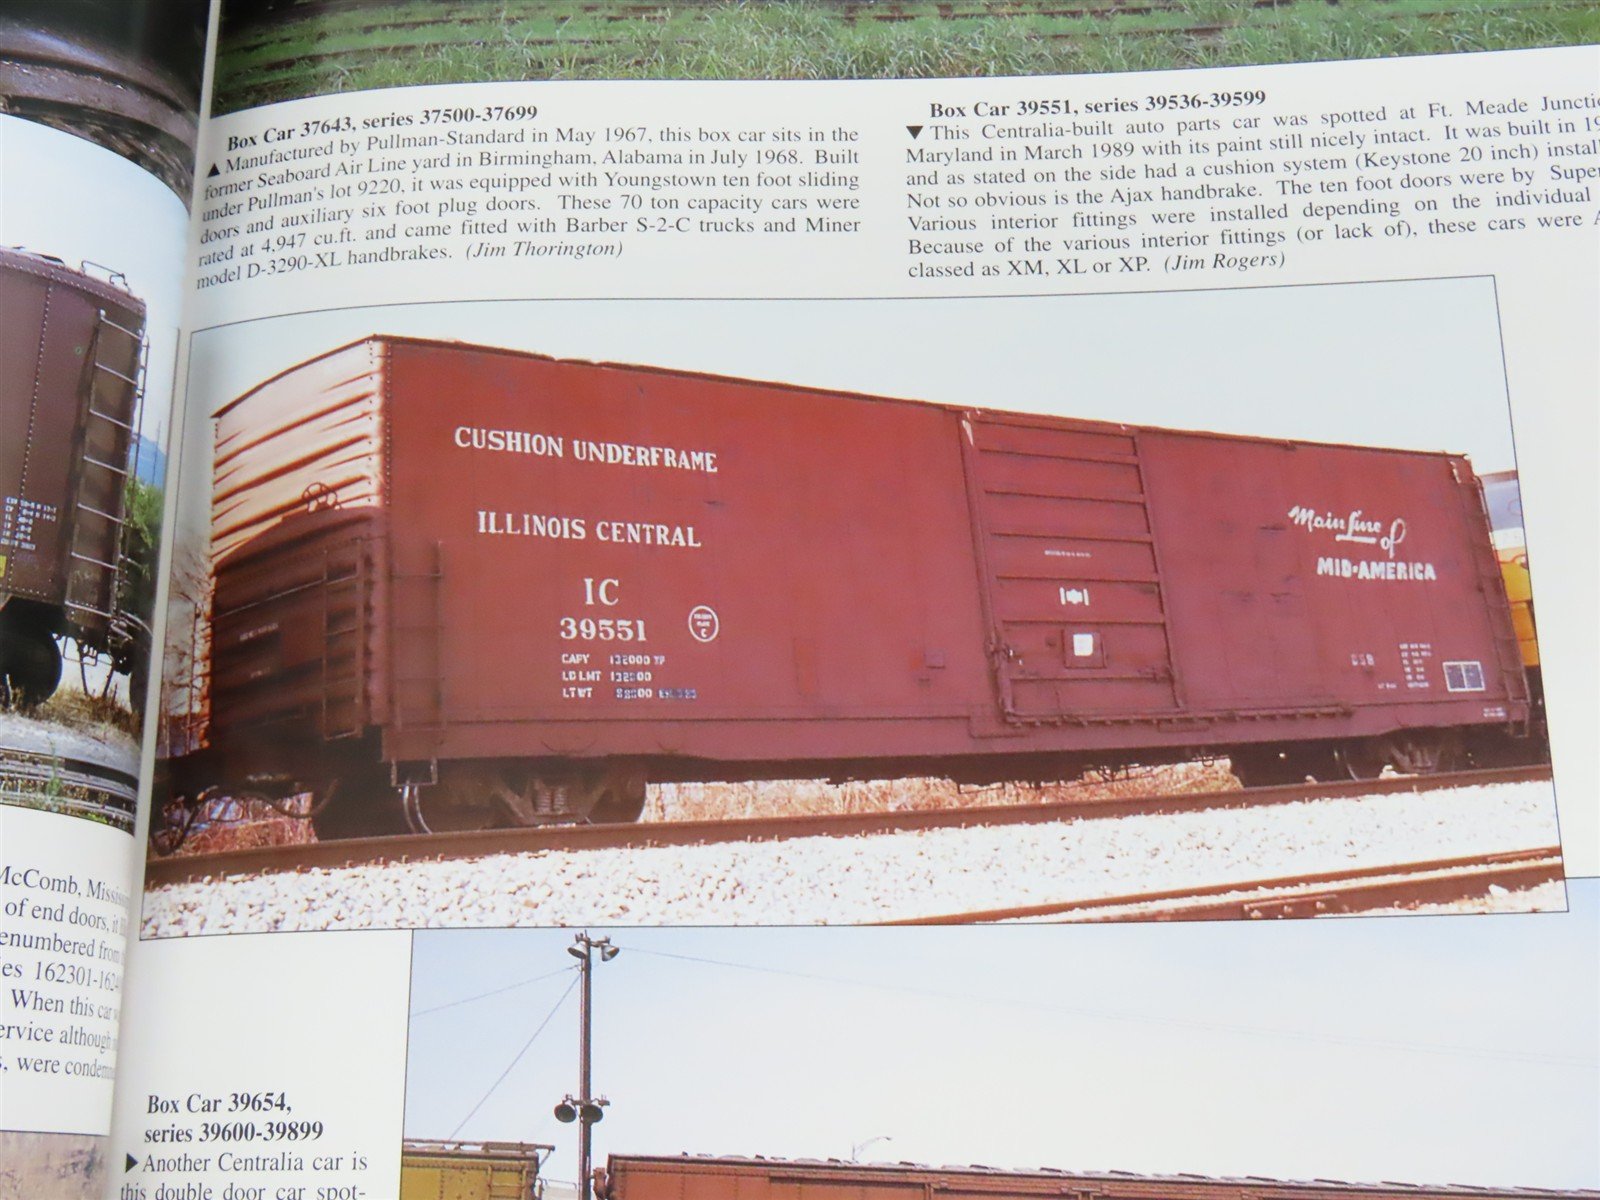 Box Car 37643, series 37500-37699
▲ Manufactured by Pullman-Standard in May 1967, this box car sits in the
former Seaboard Air Line yard in Birmingham, Alabama in July 1968. Built
under Pullman's lot 9220, it was equipped with Youngstown ten foot sliding
doors and auxiliary six foot plug doors. These 70 ton capacity cars were
rated at 4,947 cu.ft. and came fitted with Barber S-2-C trucks and Miner
model D-3290-XL handbrakes. (Jim Thorington)
Box Car 39551, series 39536-39599
▼ This Centralia-built auto parts car was spotted at Ft. Meade
Maryland in March 1989 with its paint still nicely intact. It was built in
and as stated on the side had a cushion system (Keystone 20 inch)
Not so obvious is the Ajax handbrake. The ten foot doors were by
Various interior fittings were installed depending on the individual
Because of the various interior fittings (or lack of), these cars were
classed as XM, XL or XP. (Jim Rogers)
CUSHION UNDERFRAME
ILLINOIS CENTRAL
IC
39551
C
CAPY 132000
LD LMT
LT WT
Main Line
of
MID-AMERICA
McComb,
of end doors,
from
162301-
When this car
although
were
Box Car 39654,
series 39600-39899
▶ Another Centralia car is
this double door car spot-